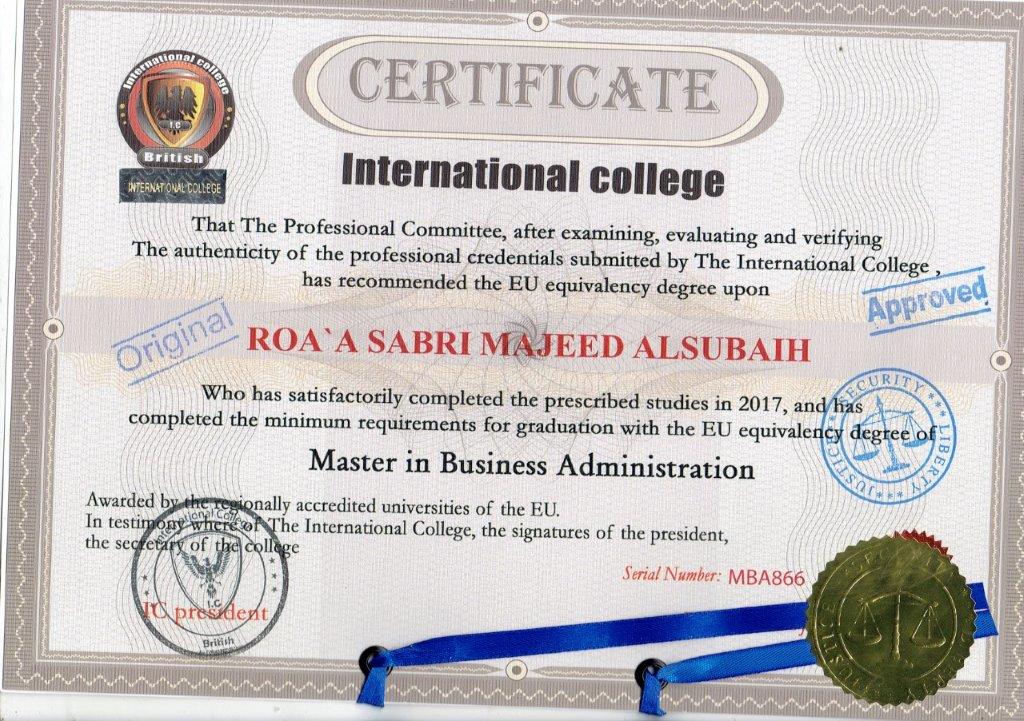 International college
I.C
British
INTERNATIONAL COLLEGE
CERTIFICATE
International college
That The Professional Committee, after examining, evaluating and verifying
The authenticity of the professional credentials submitted by The International College ,
has recommended the EU equivalency degree upon
Approved
Original
ROA`A SABRI MAJEED ALSUBAIH
Who has satisfactorily completed the prescribed studies in 2017, and has
completed the minimum requirements for graduation with the EU equivalency degree of
SECURITY *** LIBERTY *** JUSTICE ***
Master in Business Administration
Awarded by the regionally accredited universities of the EU.
In testimony where of The International College, the signatures of the president,
the secretary of the college
International College
I.C
British
IC president
Serial Number: MBA866
JUSTICE